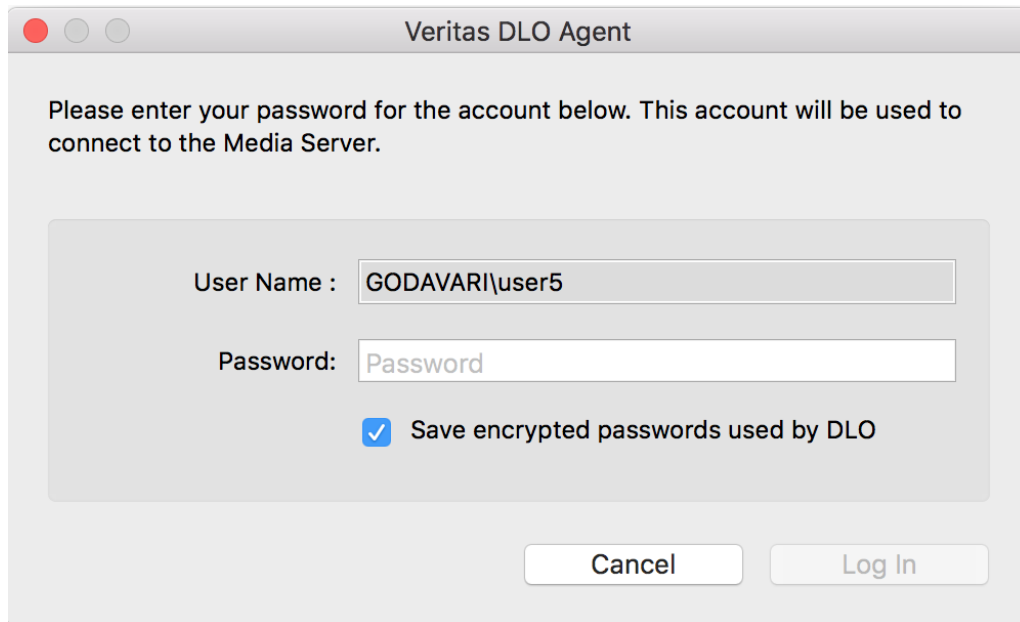 Veritas DLO Agent
Please enter your password for the account below. This account will be used to
connect to the Media Server.
User Name : GODAVARI\user5
Password: Password
Save encrypted passwords used by DLO
Cancel Log In